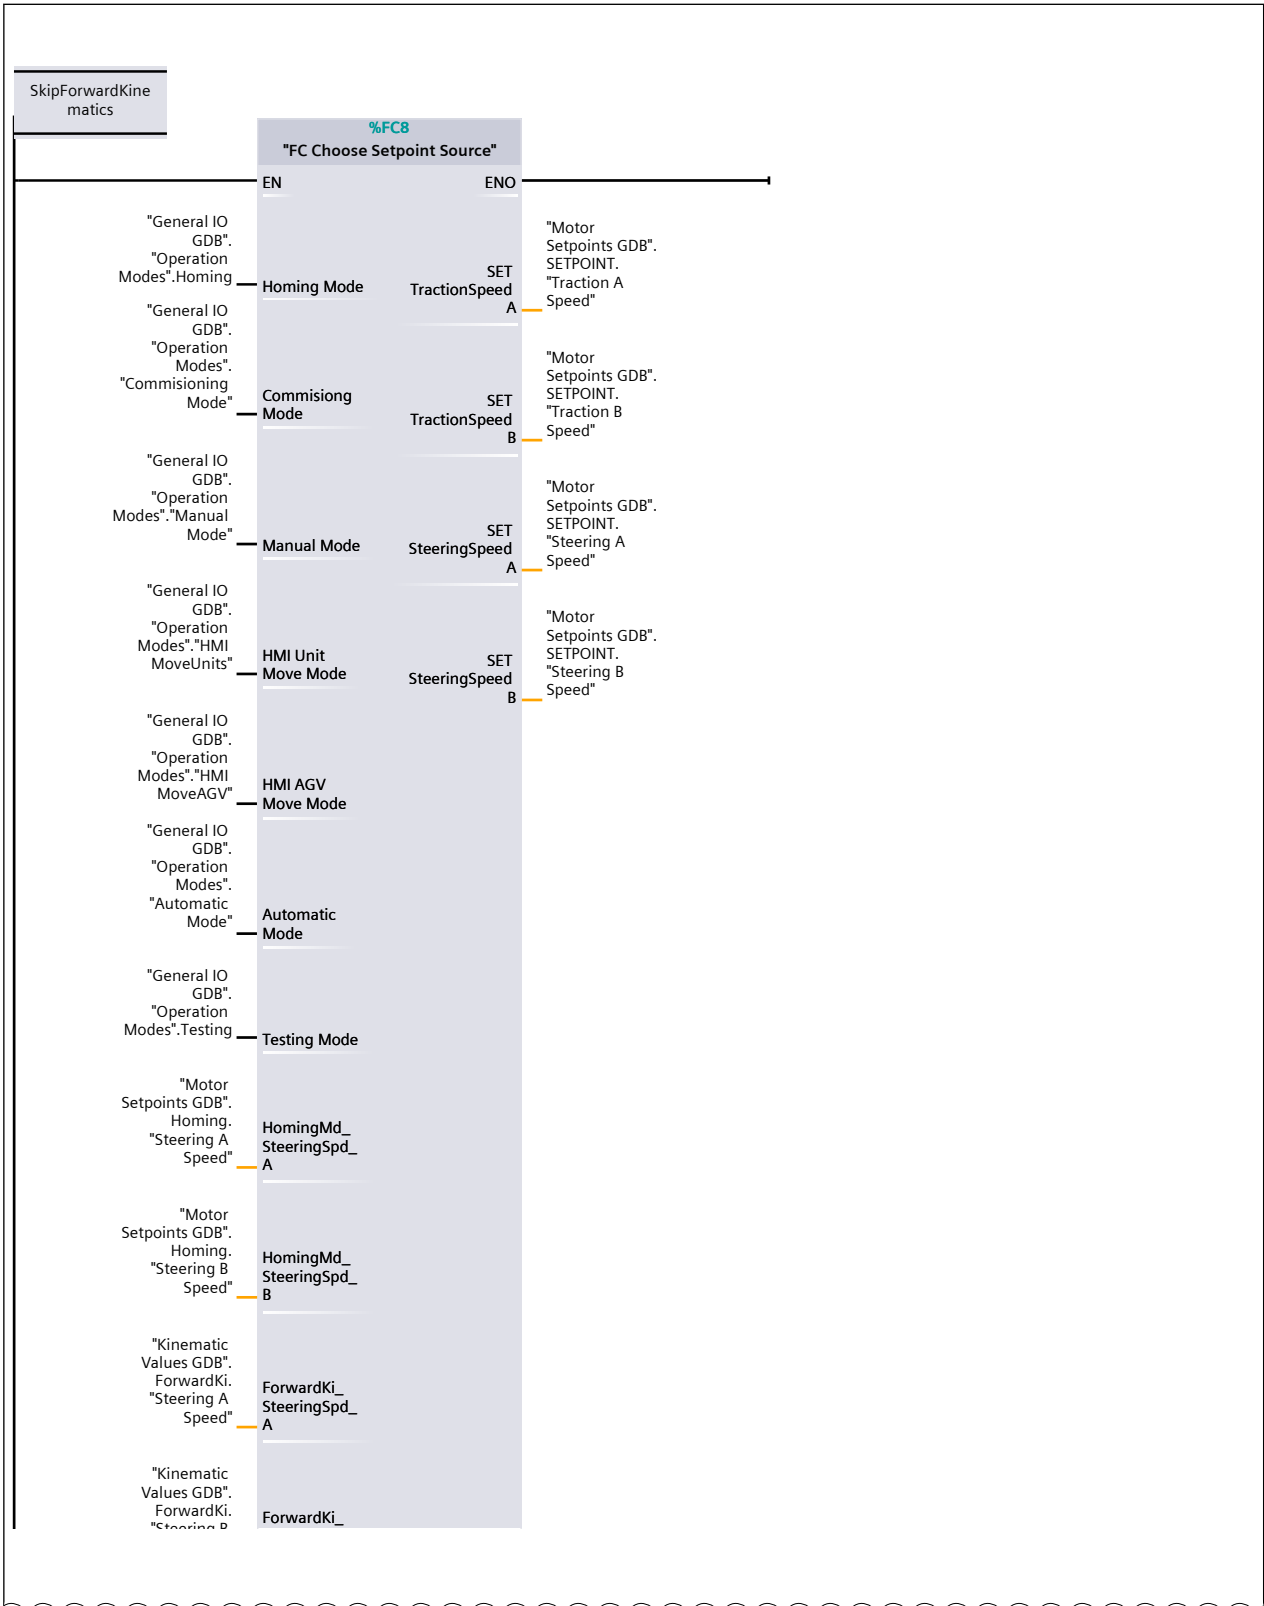 SkipForwardKine
matics
%FC8
"FC Choose Setpoint Source"
EN
ENO
"General IO
GDB".
"Operation
Modes".Homing
Homing Mode
SET
TractionSpeed
A
"Motor
Setpoints GDB".
SETPOINT.
"Traction A
Speed"
"General IO
GDB".
"Operation
Modes".
"Commisioning
Mode"
Commisiong
Mode
SET
TractionSpeed
B
"Motor
Setpoints GDB".
SETPOINT.
"Traction B
Speed"
"General IO
GDB".
"Operation
Modes"."Manual
Mode"
Manual Mode
SET
SteeringSpeed
A
"Motor
Setpoints GDB".
SETPOINT.
"Steering A
Speed"
"General IO
GDB".
"Operation
Modes"."HMI
MoveUnits"
HMI Unit
Move Mode
SET
SteeringSpeed
B
"Motor
Setpoints GDB".
SETPOINT.
"Steering B
Speed"
"General IO
GDB".
"Operation
Modes"."HMI
MoveAGV"
HMI AGV
Move Mode
"General IO
GDB".
"Operation
Modes".
"Automatic
Mode"
Automatic
Mode
"General IO
GDB".
"Operation
Modes".Testing
Testing Mode
"Motor
Setpoints GDB".
Homing.
"Steering A
Speed"
HomingMd_
SteeringSpd_
A
"Motor
Setpoints GDB".
Homing.
"Steering B
Speed"
HomingMd_
SteeringSpd_
B
"Kinematic
Values GDB".
ForwardKi.
"Steering A
Speed"
ForwardKi_
SteeringSpd_
A
"Kinematic
Values GDB".
ForwardKi.
"Steering B
ForwardKi_